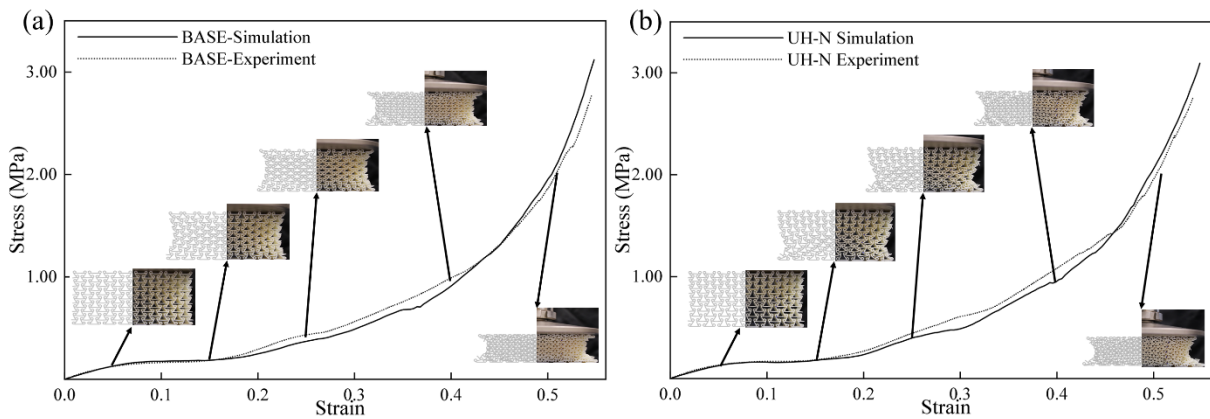 (a)
BASE-Simulation
BASE-Experiment
3.00
2.00
1.00
Stress (MPa)
0.0 0.1 0.2 0.3 0.4 0.5
Strain
(b)
UH-N Simulation
UH-N Experiment
3.00
2.00
1.00
Stress (MPa)
0.0 0.1 0.2 0.3 0.4 0.5
Strain